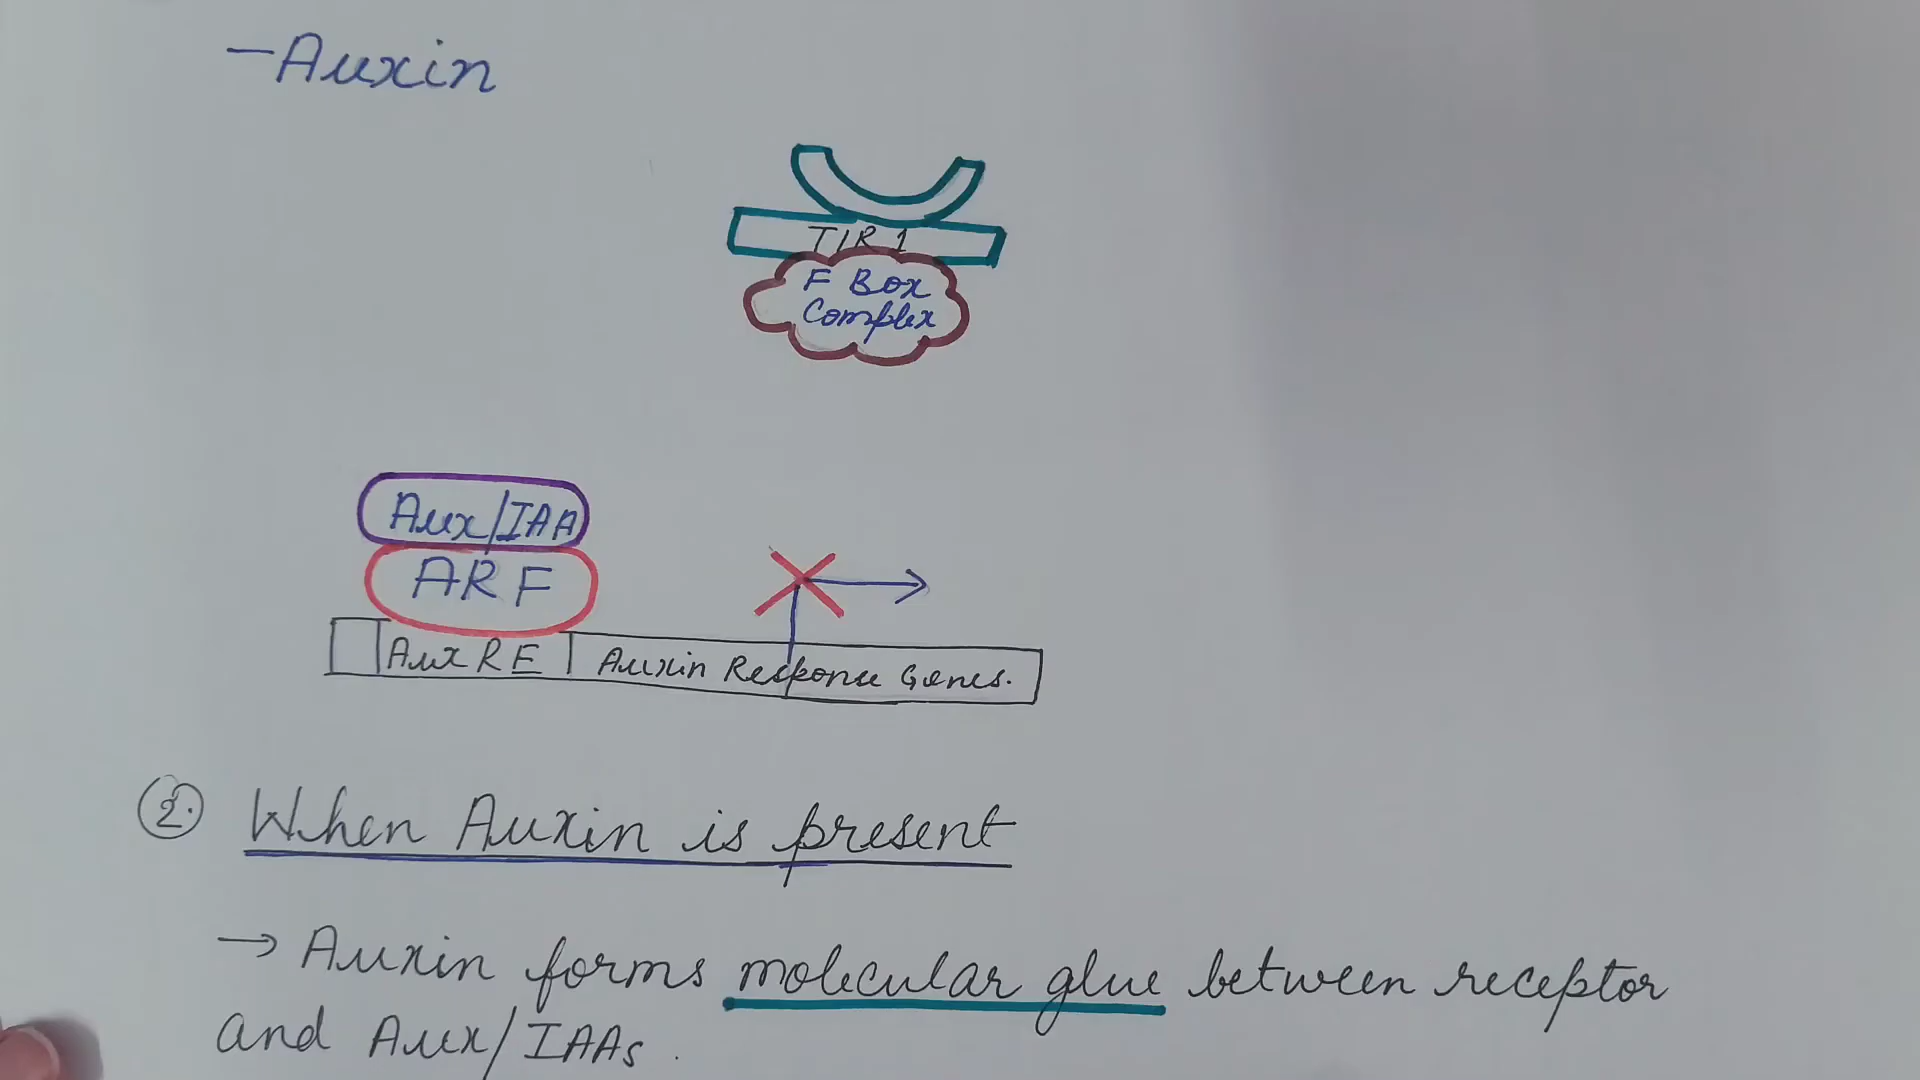 — Auxin
TIR 1
F Box
Complex
Aux/IAA
ARF
AuxRE
Auxin Response Genes.
2. When Auxin is present
→ Auxin forms molecular glue between receptor
and Aux/IAAs.